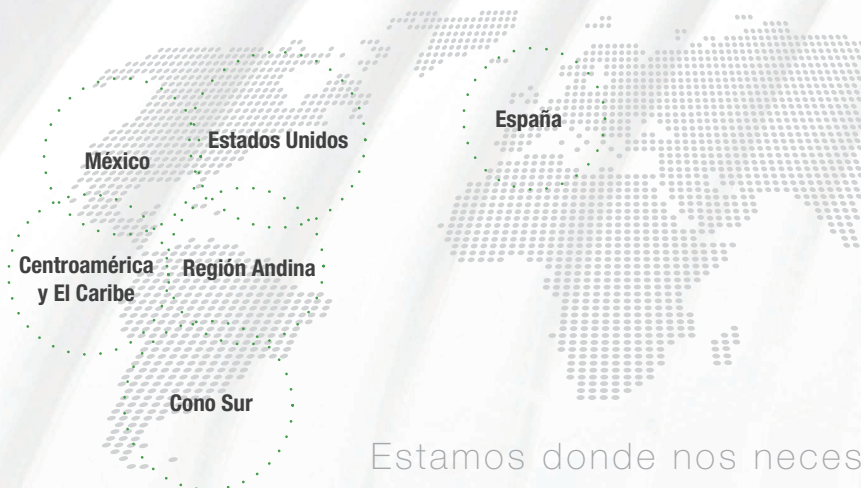 España
Estados Unidos
México
Centroamérica
y El Caribe
Región Andina
Cono Sur
Estamos donde nos neces